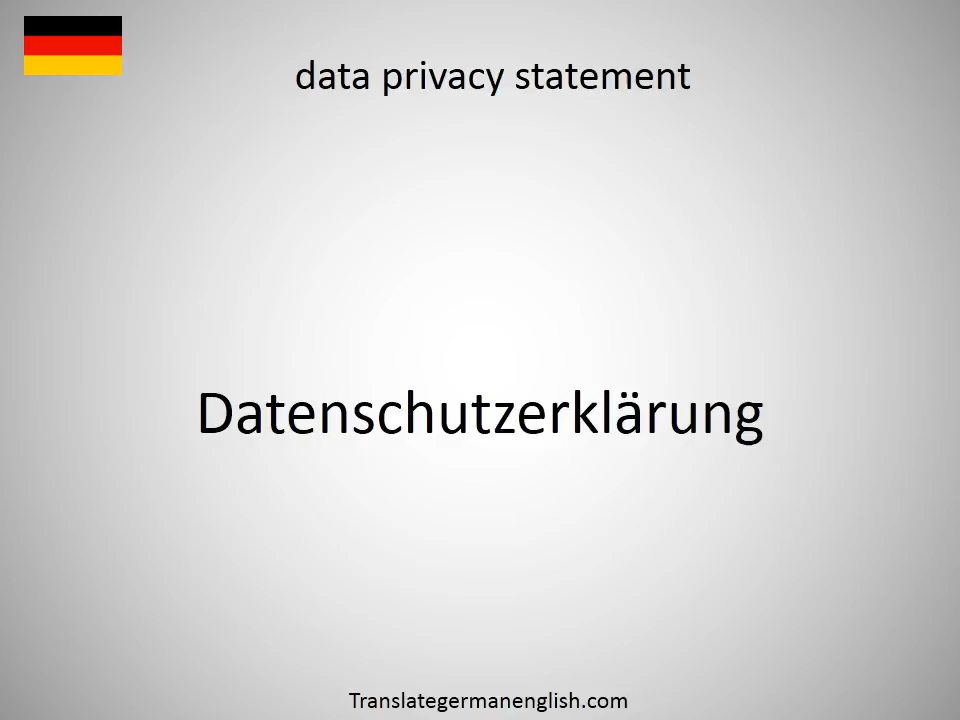 data privacy statement
Datenschutzerklärung
Translategermanenglish.com